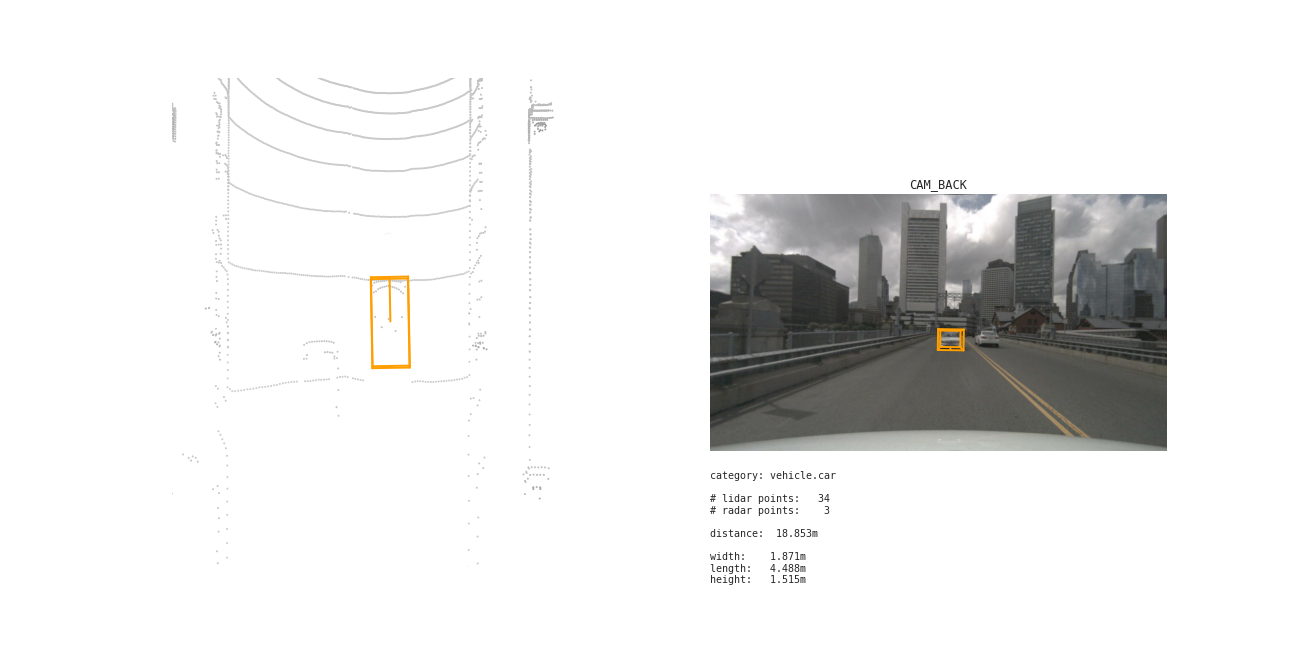 CAM_BACK
category: vehicle.car
# lidar points: 34
# radar points: 3
distance: 18.853m
width: 1.871m
length: 4.488m
height: 1.515m